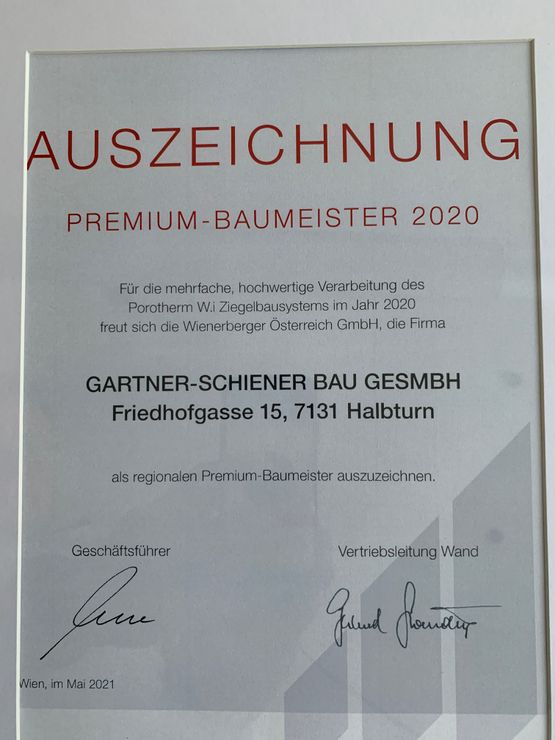 AUSZEICHNUNG
PREMIUM-BAUMEISTER 2020
Für die mehrfache, hochwertige Verarbeitung des
Porotherm W.i Ziegelbausystems im Jahr 2020
freut sich die Wienerberger Österreich GmbH, die Firma
GARTNER-SCHIENER BAU GESMBH
Friedhofgasse 15, 7131 Halbturn
als regionalen Premium-Baumeister auszuzeichnen.
Geschäftsführer
Vertriebsleitung Wand
Wien, im Mai 2021